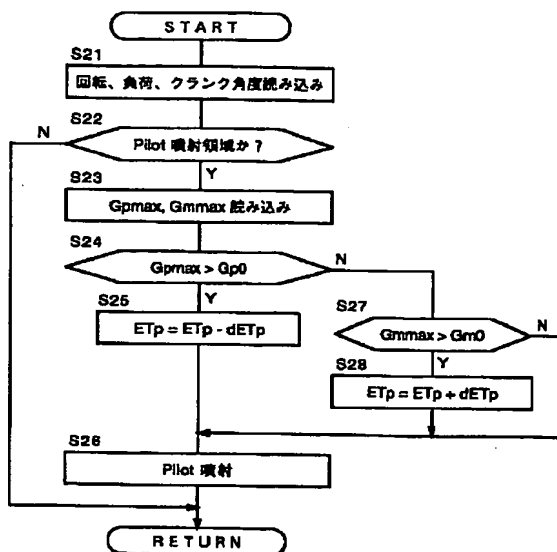 START
S21
回転、負荷、クランク角度読み込み
S22
N
Pilot 噴射領域か？
Y
S23
Gpmax, Gmmax 読み込み
S24
Gpmax > Gp0
N
Y
S25
ETp = ETp - dETp
S27
Gmmax > Gm0
N
Y
S28
ETp = ETp + dETp
S26
Pilot 噴射
RETURN